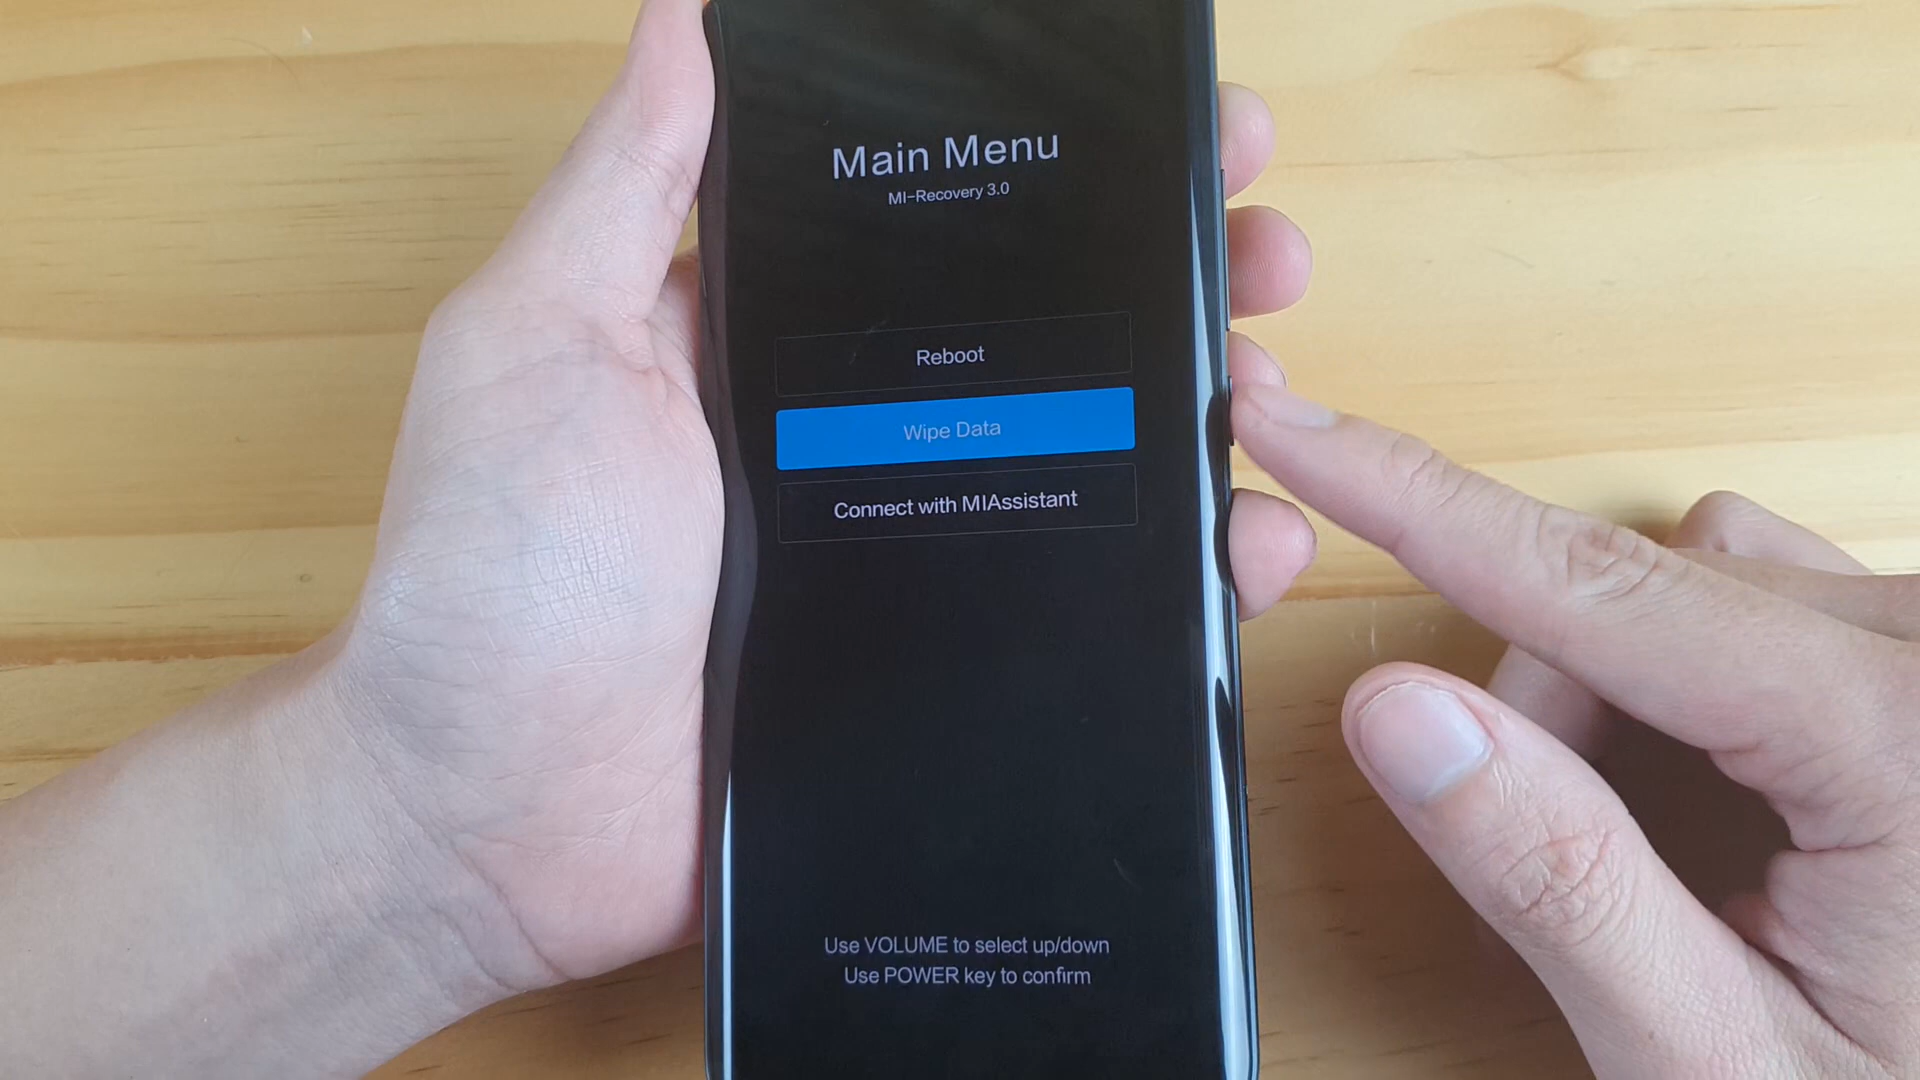 Main Menu
MI-Recovery 3.0
Reboot
Wipe Data
Connect with MIAssistant
Use VOLUME to select up/down
Use POWER key to confirm